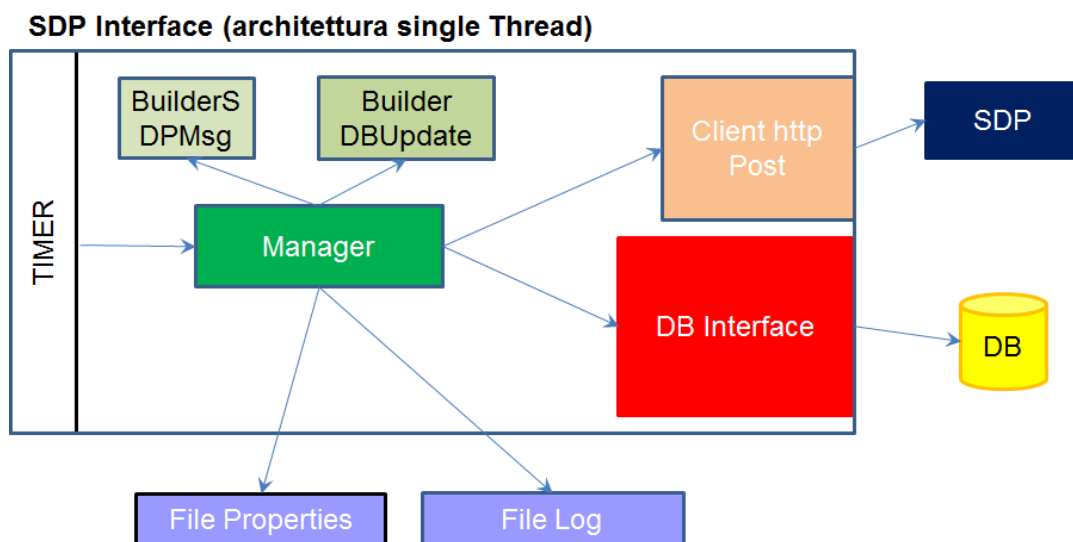 SDP Interface (architettura single Thread)
BuilderS
DPMsg
Builder
DBUpdate
Client http
Post
SDP
TIMER
Manager
DB Interface
DB
File Properties
File Log